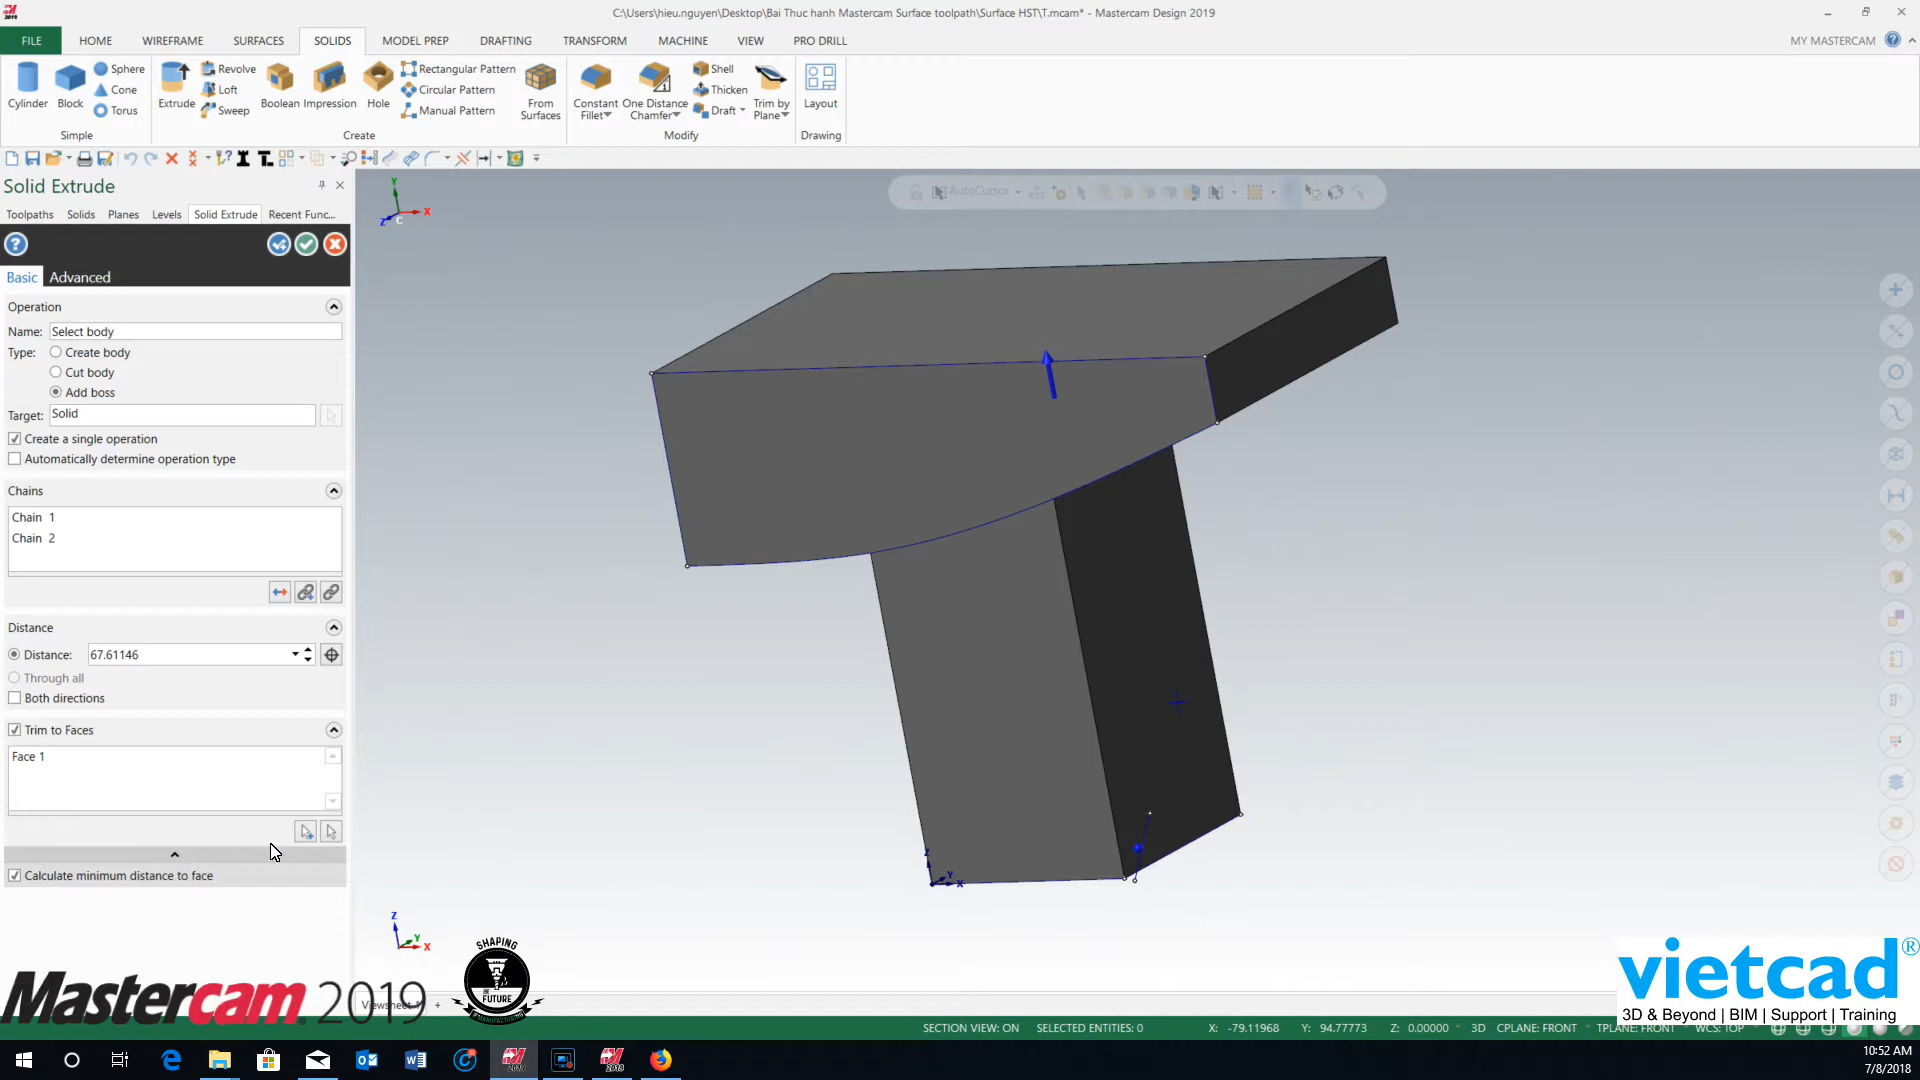 C:\Users\hieu.nguyen\Desktop\Bai Thuc hanh Mastercam Surface toolpath\Surface HST\T.mcam* - Mastercam Design 2019
FILE HOME WIREFRAME SURFACES SOLIDS MODEL PREP DRAFTING TRANSFORM MACHINE VIEW PRO DRILL MY MASTERCAM
Cylinder Block Sphere Cone Torus Simple
Extrude Revolve Loft Sweep Boolean Impression Hole Rectangular Pattern Circular Pattern Manual Pattern From Surfaces Create
Constant Fillet One Distance Chamfer Shell Thicken Draft Trim by Plane Modify
Layout Drawing
Solid Extrude
Toolpaths Solids Planes Levels Solid Extrude Recent Func...
AutoCursor
Basic Advanced
Operation
Name: Select body
Type: Create body
Cut body
Add boss
Target: Solid
Create a single operation
Automatically determine operation type
Chains
Chain 1
Chain 2
Distance
Distance: 67.61146
Through all
Both directions
Trim to Faces
Face 1
Calculate minimum distance to face
Y
X
Z
C
Z
Y
X
Z
Y
X
Mastercam. 2019
SHAPING
THE
FUTURE
OF MANUFACTURING
vietcad®
3D & Beyond | BIM | Support | Training
SECTION VIEW: ON SELECTED ENTITIES: 0 X: -79.11968 Y: 94.77773 Z: 0.00000 3D CPLANE: FRONT TPLANE: FRONT WCS: TOP
10:52 AM
7/8/2018